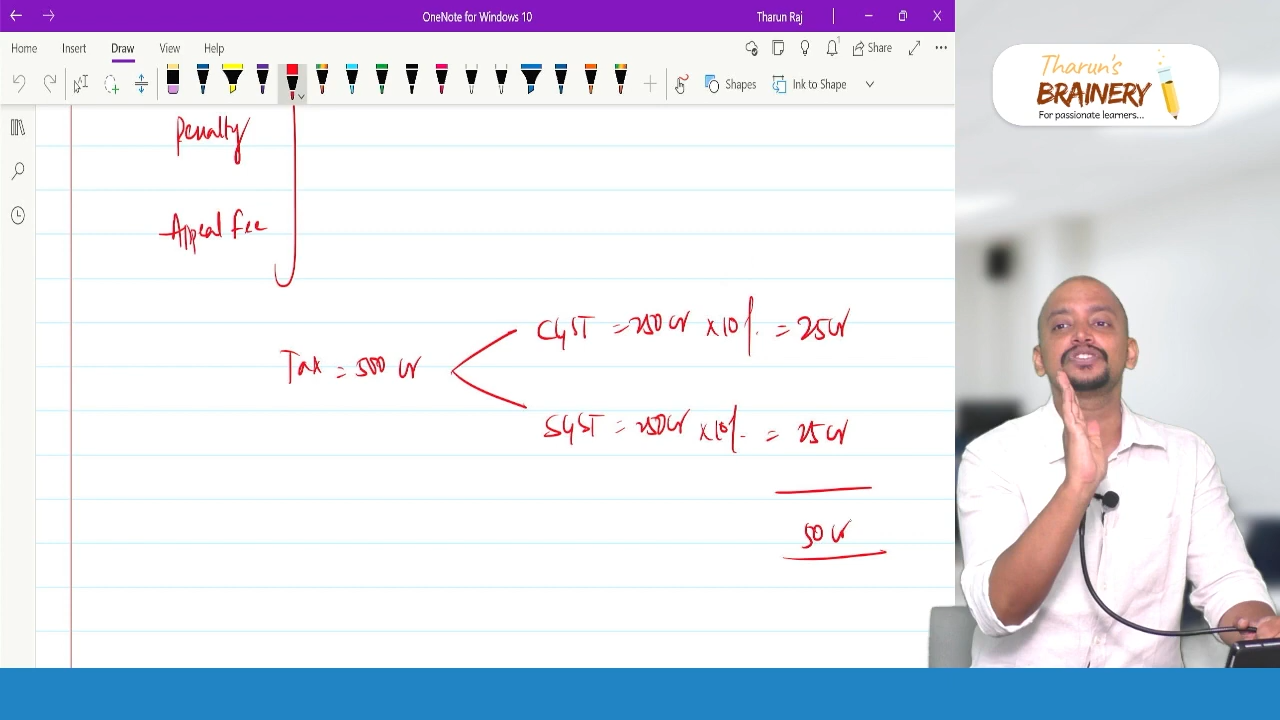 OneNote for Windows 10
Tharun Raj
Home Insert Draw View Help
Share
Shapes
Ink to Shape
Tharun's
BRAINERY
For passionate learners...
Penalty
Appeal Fee
CGST = 250 cr × 10% = 25 cr
Tax = 500 cr
SGST = 250 cr × 10% = 25 cr
50 cr